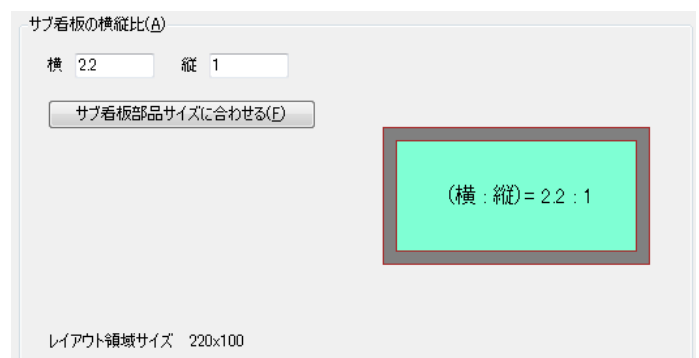 サブ看板の横縦比(A)
横 2.2 縦 1
サブ看板部品サイズに合わせる(F)
(横 : 縦)= 2.2 : 1
レイアウト領域サイズ 220x100